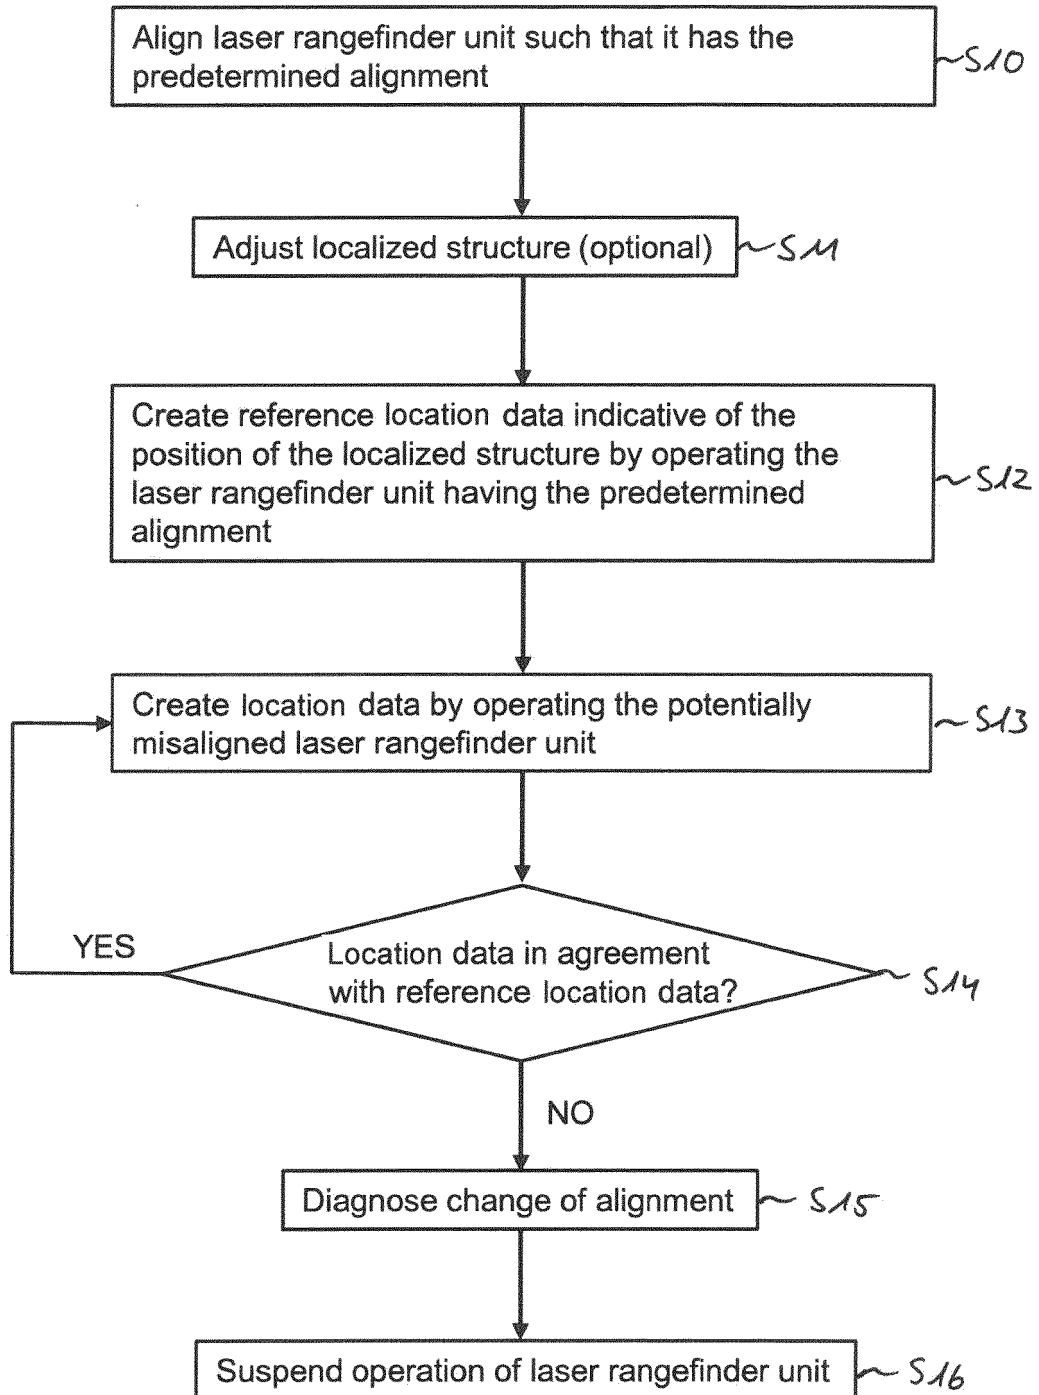 Align laser rangefinder unit such that it has the
predetermined alignment
S10
Adjust localized structure (optional)
S11
Create reference location data indicative of the
position of the localized structure by operating the
laser rangefinder unit having the predetermined
alignment
S12
Create location data by operating the potentially
misaligned laser rangefinder unit
S13
YES
Location data in agreement
with reference location data?
S14
NO
Diagnose change of alignment
S15
Suspend operation of laser rangefinder unit
S16